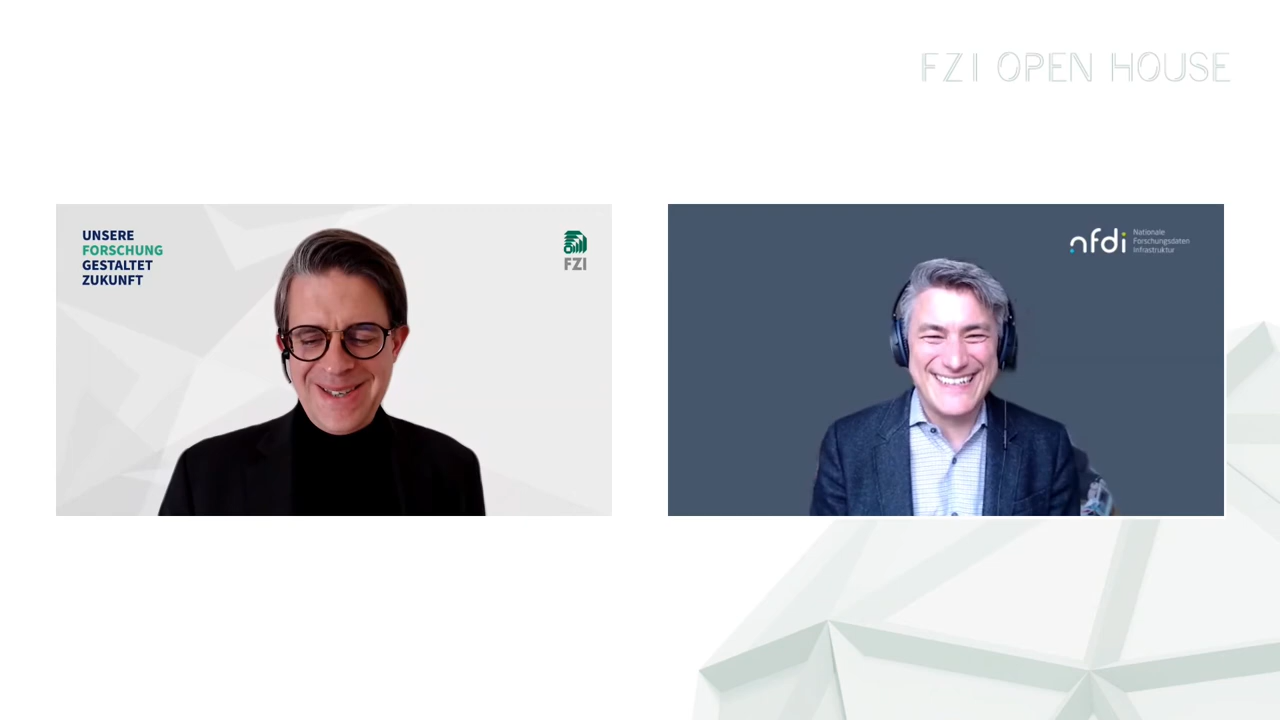 FZI OPEN HOUSE
UNSERE
FORSCHUNG
GESTALTET
ZUKUNFT
FZI
nfdi
Nationale
Forschungsdaten
Infrastruktur